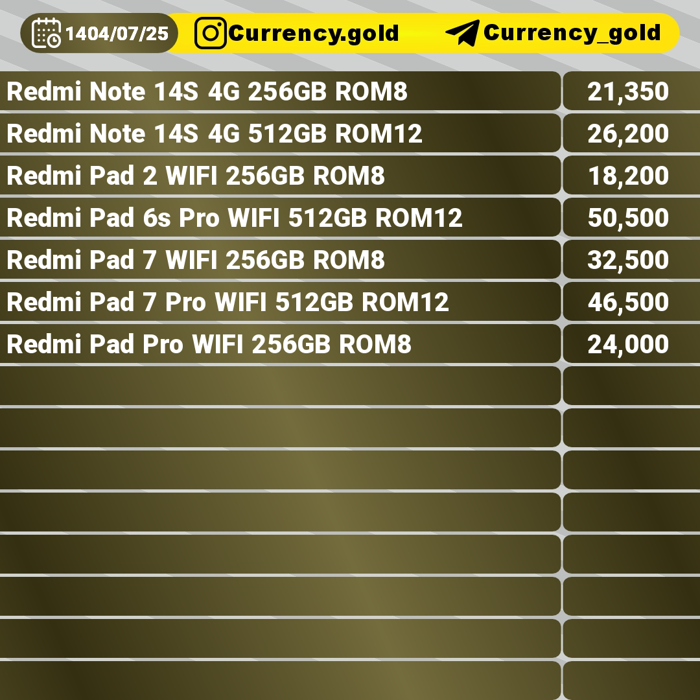 1404/07/25 Currency.gold Currency_gold
Redmi Note 14S 4G 256GB ROM8 21,350
Redmi Note 14S 4G 512GB ROM12 26,200
Redmi Pad 2 WIFI 256GB ROM8 18,200
Redmi Pad 6s Pro WIFI 512GB ROM12 50,500
Redmi Pad 7 WIFI 256GB ROM8 32,500
Redmi Pad 7 Pro WIFI 512GB ROM12 46,500
Redmi Pad Pro WIFI 256GB ROM8 24,000